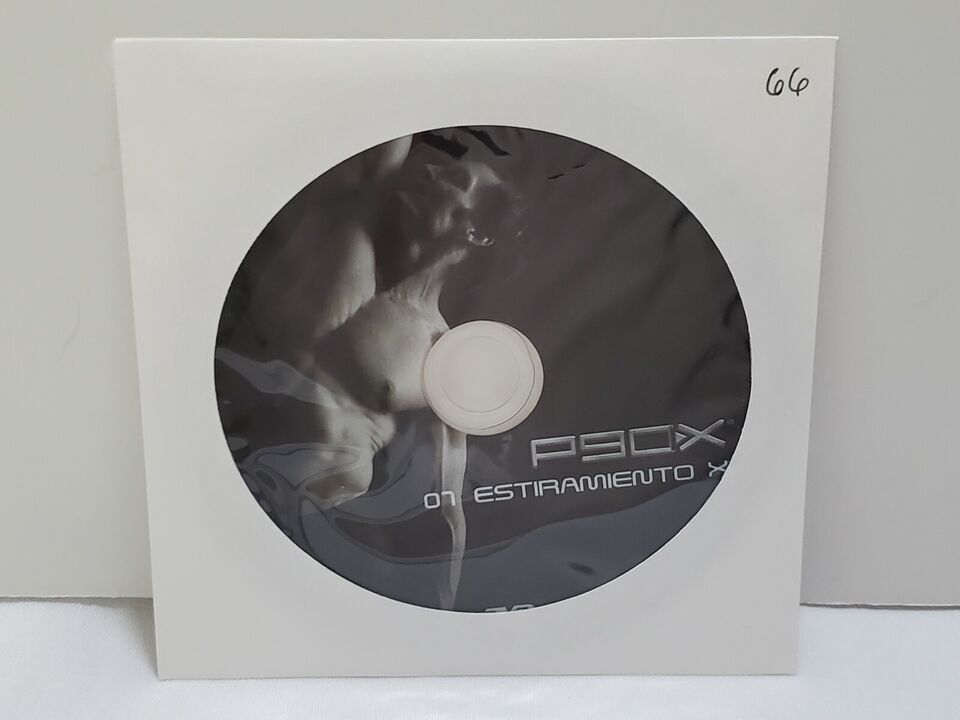 66
P90X®
07 ESTIRAMIENTO X